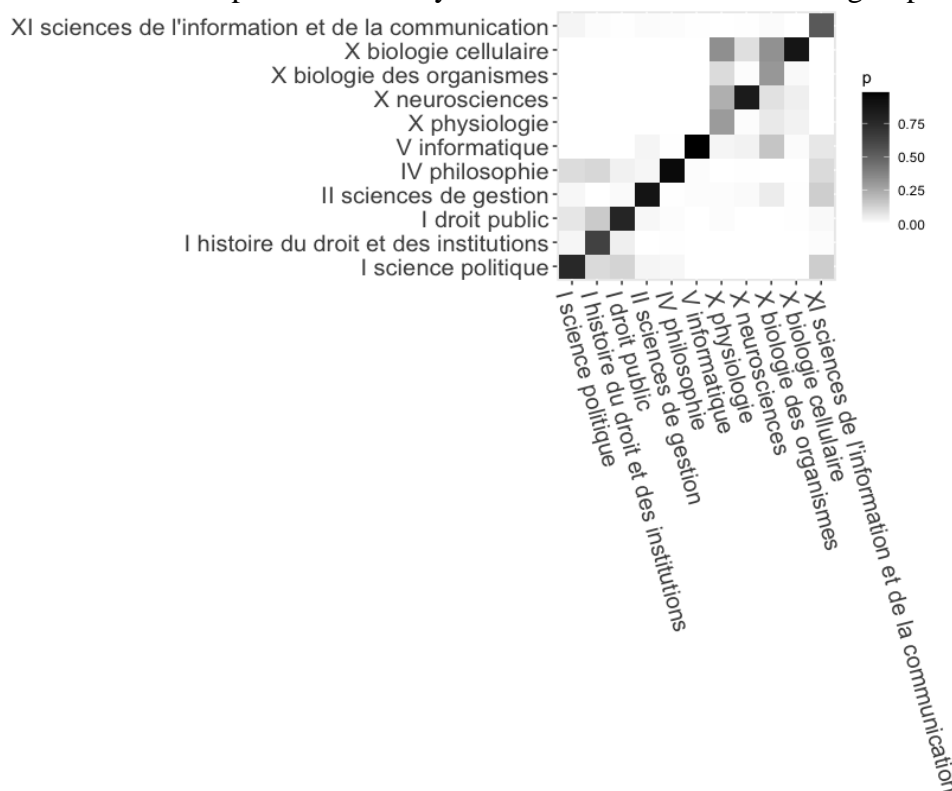 XI sciences de l'information et de la communication
X biologie cellulaire
X biologie des organismes
X neurosciences
X physiologie
V informatique
IV philosophie
II sciences de gestion
I droit public
I histoire du droit et des institutions
I science politique
p
0.75
0.50
0.25
0.00
I science politique
I histoire du droit et des institutions
I droit public
II sciences de gestion
IV philosophie
V informatique
X physiologie
X neurosciences
X biologie des organismes
X biologie cellulaire
XI sciences de l'information et de la communication